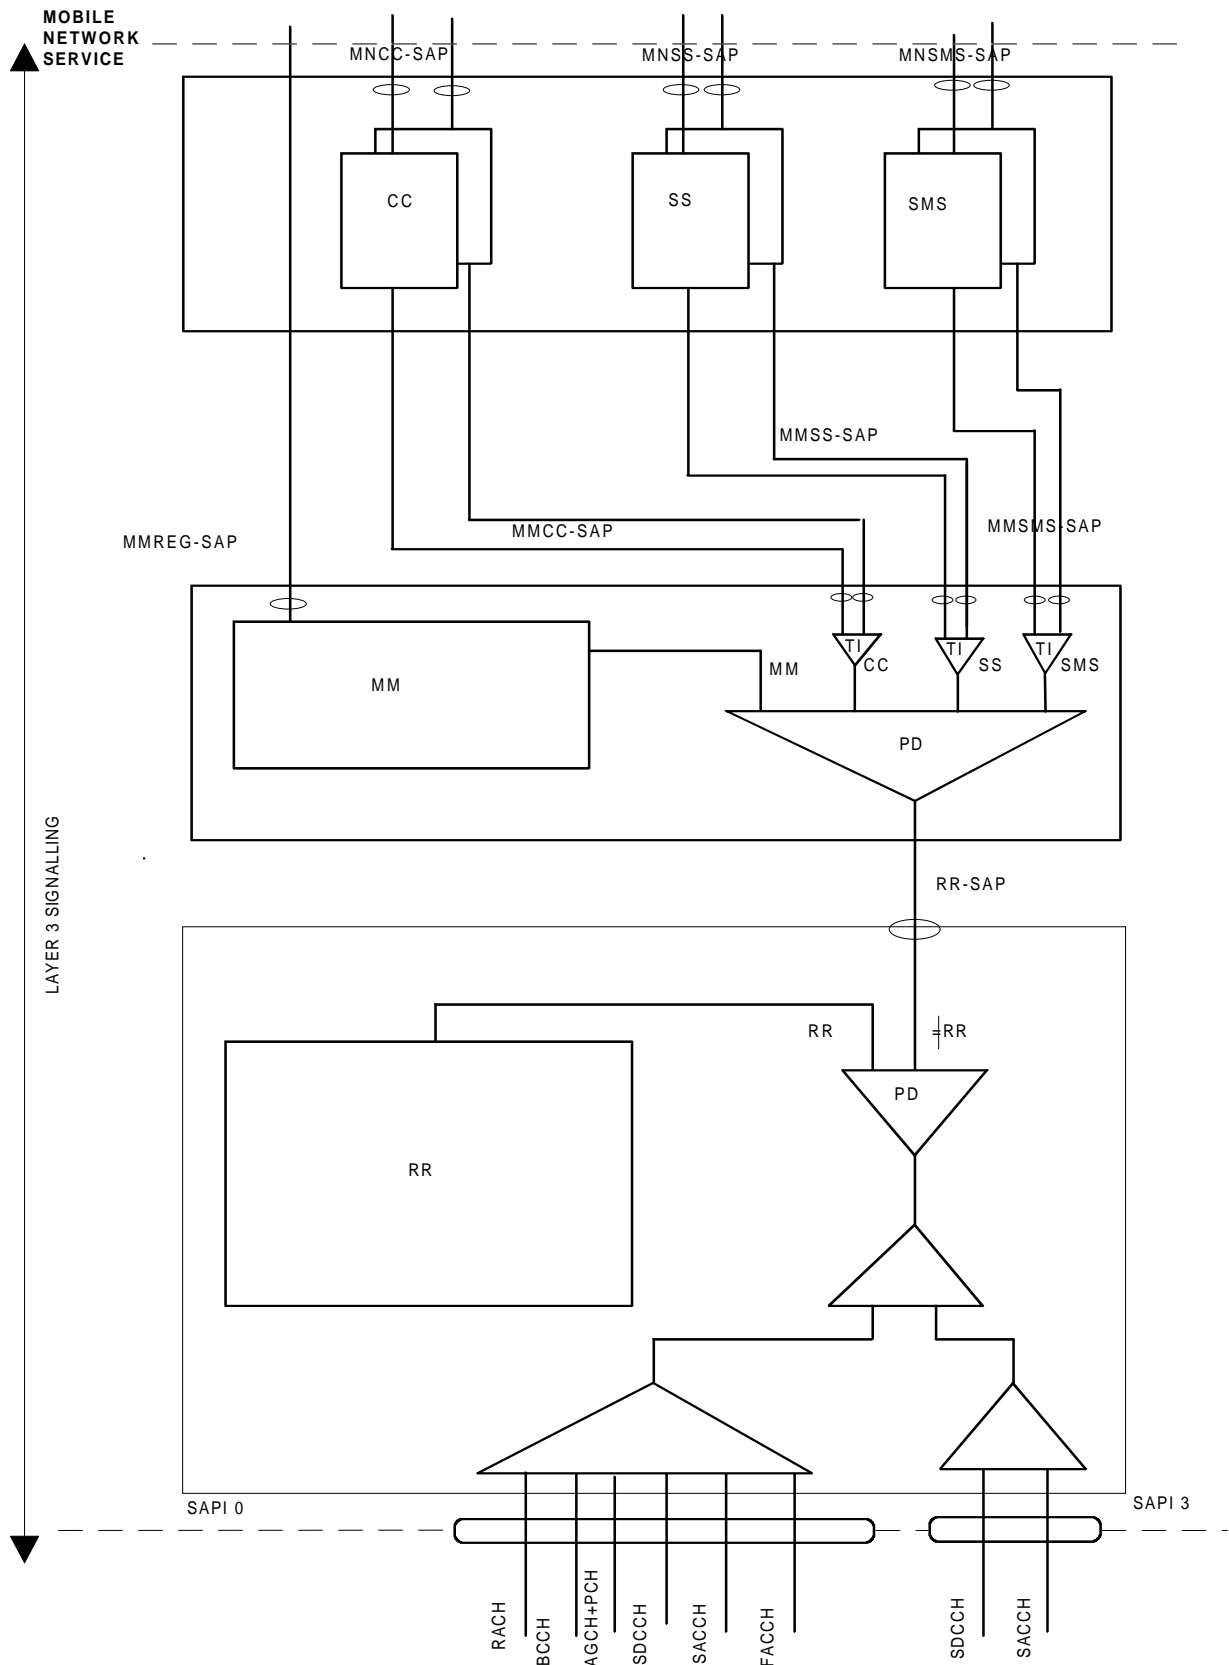 MOBILE
NETWORK
SERVICE
MNCC-SAP
MNSS-SAP
MNSMS-SAP
CC
SS
SMS
MMSS-SAP
MMREG-SAP
MMCC-SAP
MMSMS-SAP
TI
TI
TI
MM
MM
CC
SS
SMS
PD
LAYER 3 SIGNALLING
RR-SAP
RR
≠RR
PD
RR
SAPI 0
SAPI 3
RACH
BCCH
AGCH+PCH
SDCCH
SACCH
FACCH
SDCCH
SACCH